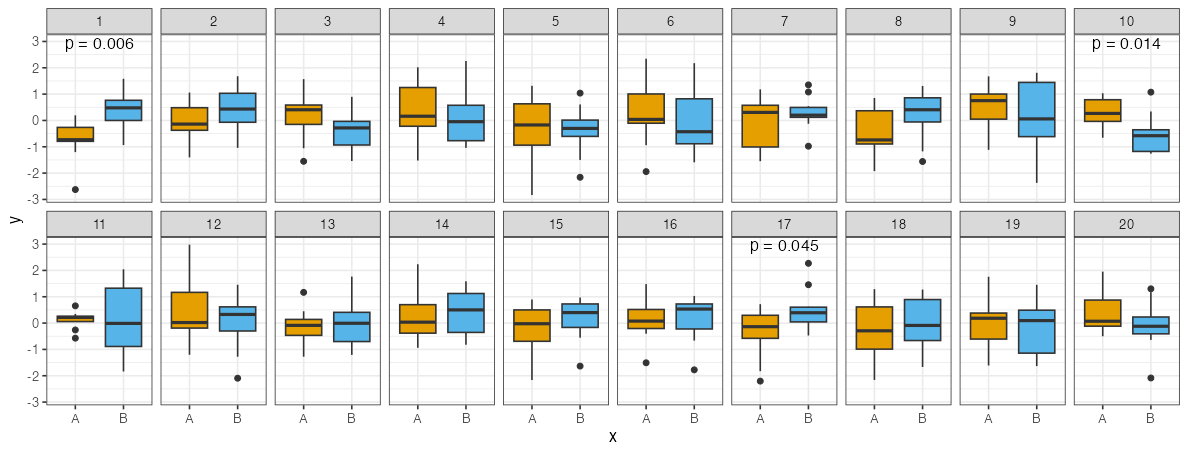 1 2 3 4 5 6 7 8 9 10
p = 0.006 p = 0.014
3
2
1
0
-1
-2
-3
y
11 12 13 14 15 16 17 18 19 20
p = 0.045
3
2
1
0
-1
-2
-3
A B A B A B A B A B A B A B A B A B A B
x